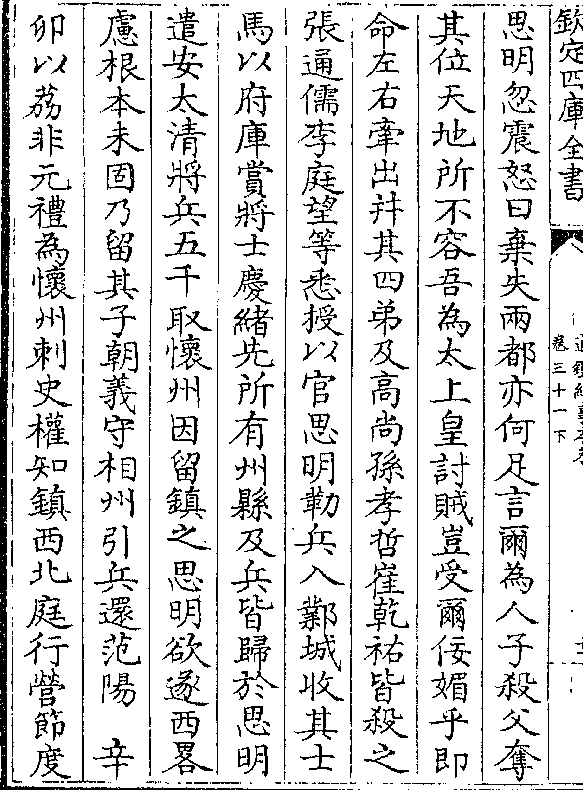 欽定四庫全書
卷三十一下
思明忽震怒曰棄失兩都亦何足言爾為人子殺父奪
其位天地所不容吾為太上皇討賊豈受爾佞媚乎即
命左右牽出并其四弟及高尚孫孝哲崔乾祐皆殺之
張通儒李庭望等悉授以官思明勒兵入鄴城收其士
馬以府庫賞將士慶緒先所有州縣及兵皆歸於思明
遣安太清將兵五千取懷州因留鎮之思明欲遂西畧
慮根本未固乃留其子朝義守相州引兵還范陽 辛
卯以荔非元禮為懷州刺史權知鎮西北庭行營節度